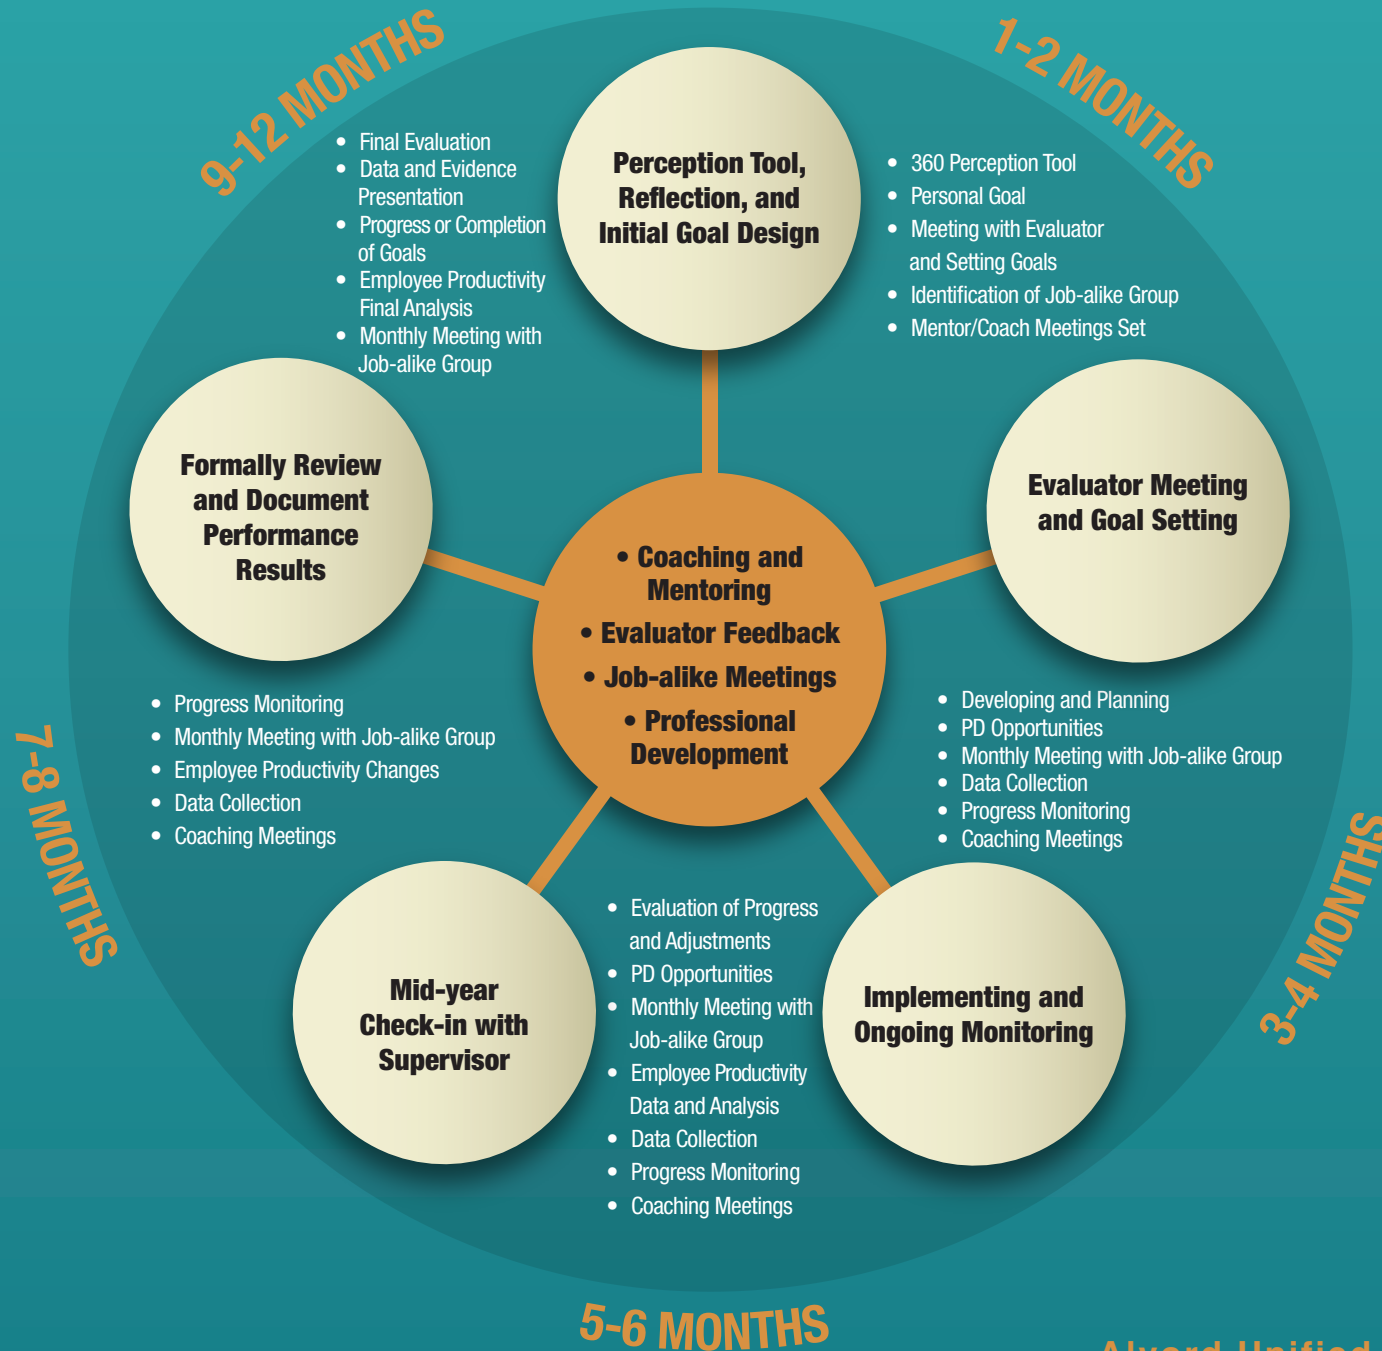 1-2 MONTHS
Perception Tool,
Reflection, and
Initial Goal Design
• 360 Perception Tool
• Personal Goal
• Meeting with Evaluator
and Setting Goals
• Identification of Job-alike Group
• Mentor/Coach Meetings Set
Evaluator Meeting
and Goal Setting
3-4 MONTHS
• Developing and Planning
• PD Opportunities
• Monthly Meeting with Job-alike Group
• Data Collection
• Progress Monitoring
• Coaching Meetings
Implementing and
Ongoing Monitoring
5-6 MONTHS
• Evaluation of Progress
and Adjustments
• PD Opportunities
• Monthly Meeting with
Job-alike Group
• Employee Productivity
Data and Analysis
• Data Collection
• Progress Monitoring
• Coaching Meetings
Mid-year
Check-in with
Supervisor
7-8 MONTHS
• Progress Monitoring
• Monthly Meeting with Job-alike Group
• Employee Productivity Changes
• Data Collection
• Coaching Meetings
Formally Review
and Document
Performance
Results
9-12 MONTHS
• Final Evaluation
• Data and Evidence
Presentation
• Progress or Completion
of Goals
• Employee Productivity
Final Analysis
• Monthly Meeting with
Job-alike Group
• Coaching and
Mentoring
• Evaluator Feedback
• Job-alike Meetings
• Professional
Development
Alvord Unified